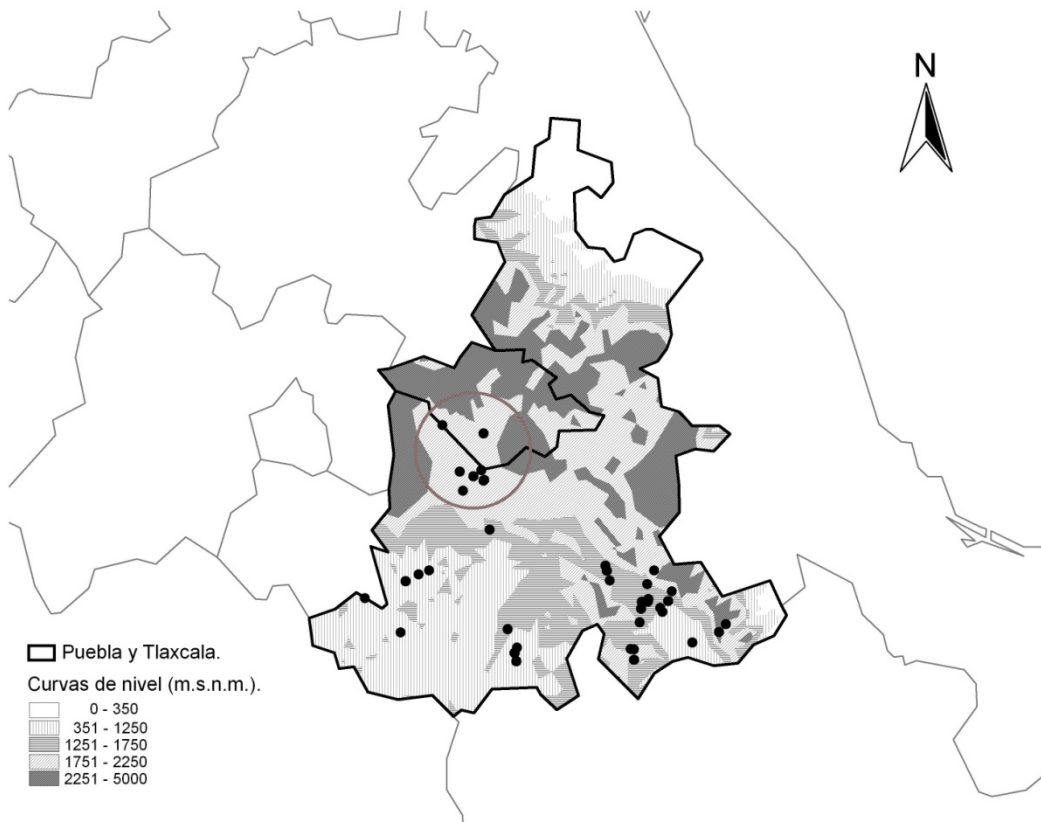 N
Puebla y Tlaxcala.
Curvas de nivel (m.s.n.m.).
0 - 350
351 - 1250
1251 - 1750
1751 - 2250
2251 - 5000